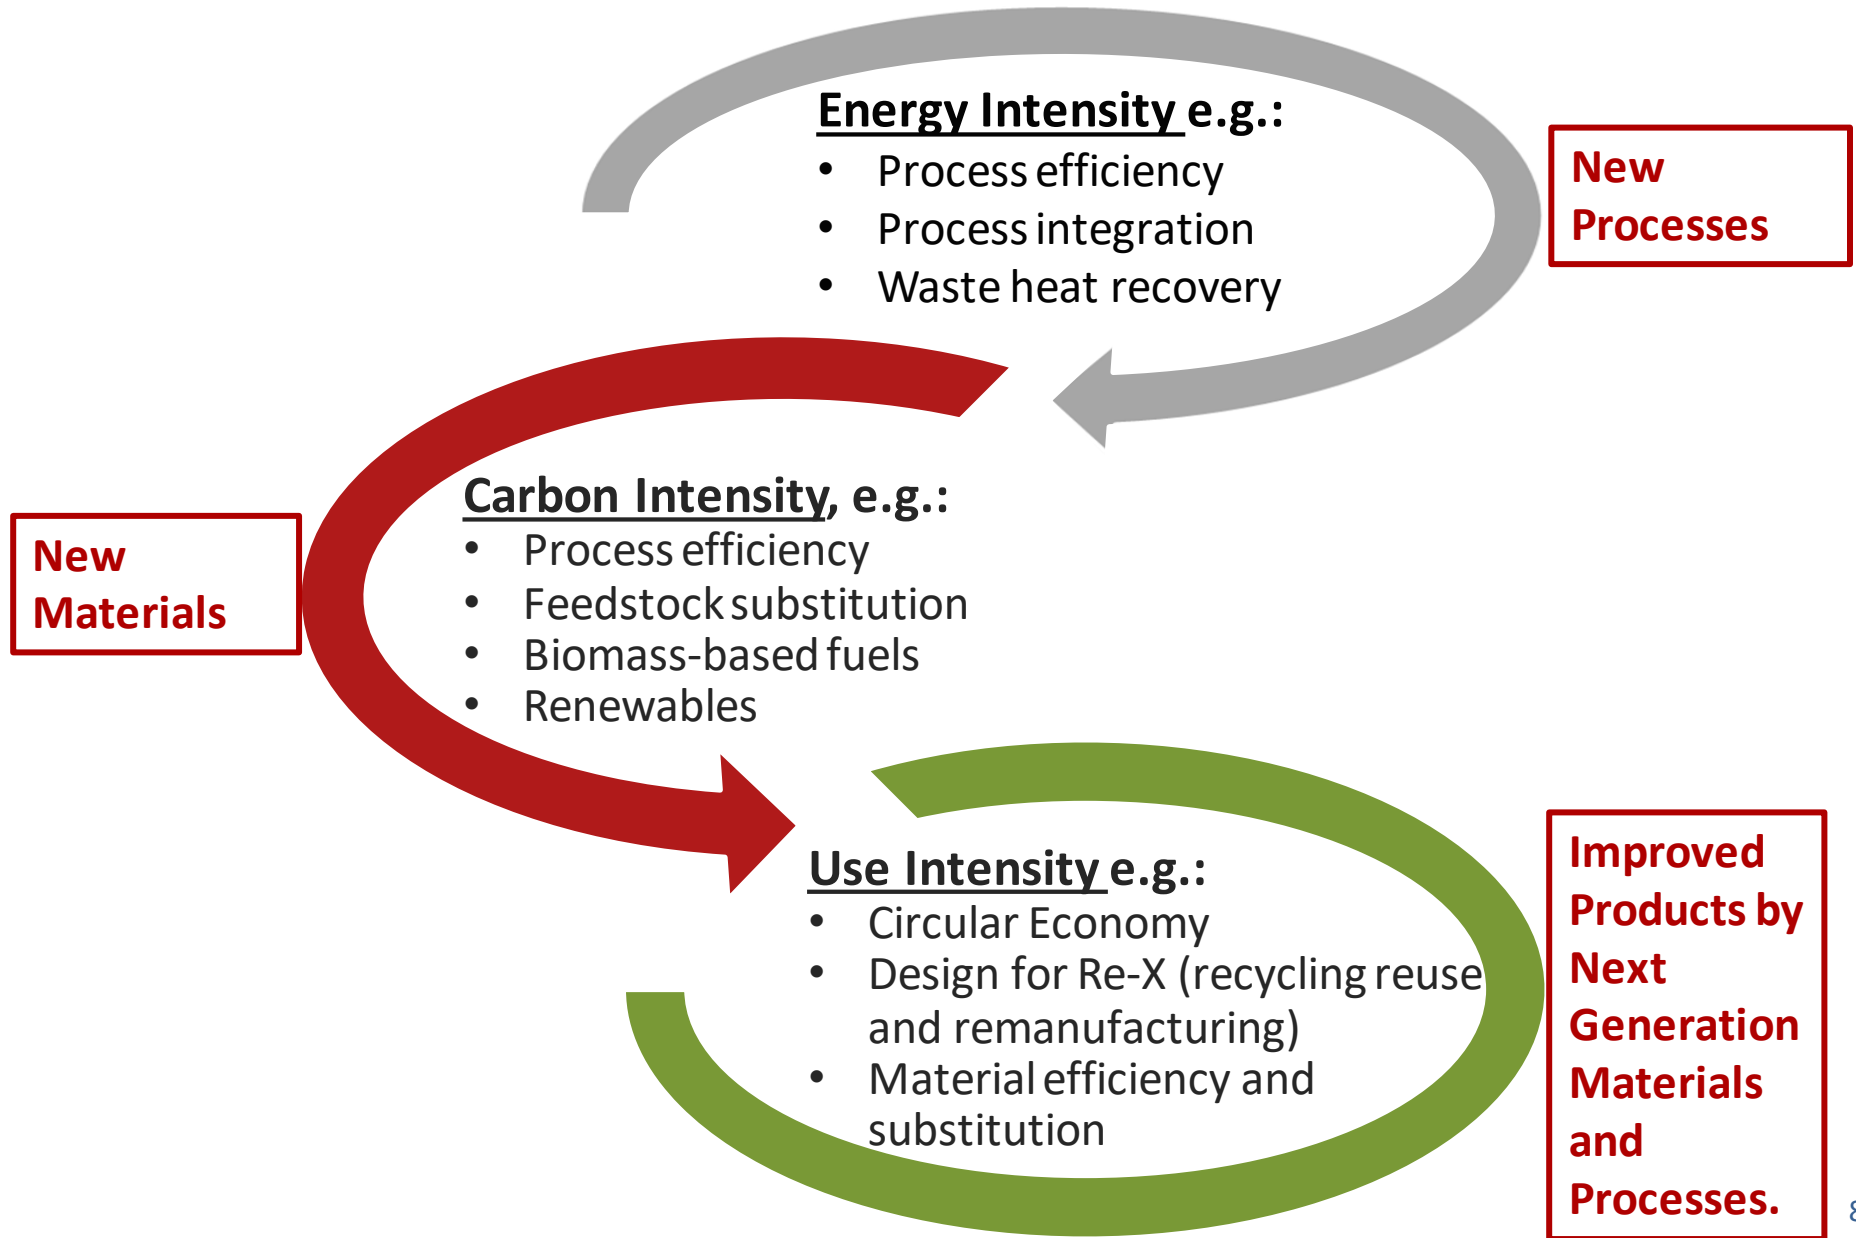 Energy Intensity e.g.:
• Process efficiency
• Process integration
• Waste heat recovery
New
Processes
Carbon Intensity, e.g.:
• Process efficiency
• Feedstock substitution
• Biomass-based fuels
• Renewables
New
Materials
Use Intensity e.g.:
• Circular Economy
• Design for Re-X (recycling reuse
and remanufacturing)
• Material efficiency and
substitution
Improved
Products by
Next
Generation
Materials
and
Processes.
8